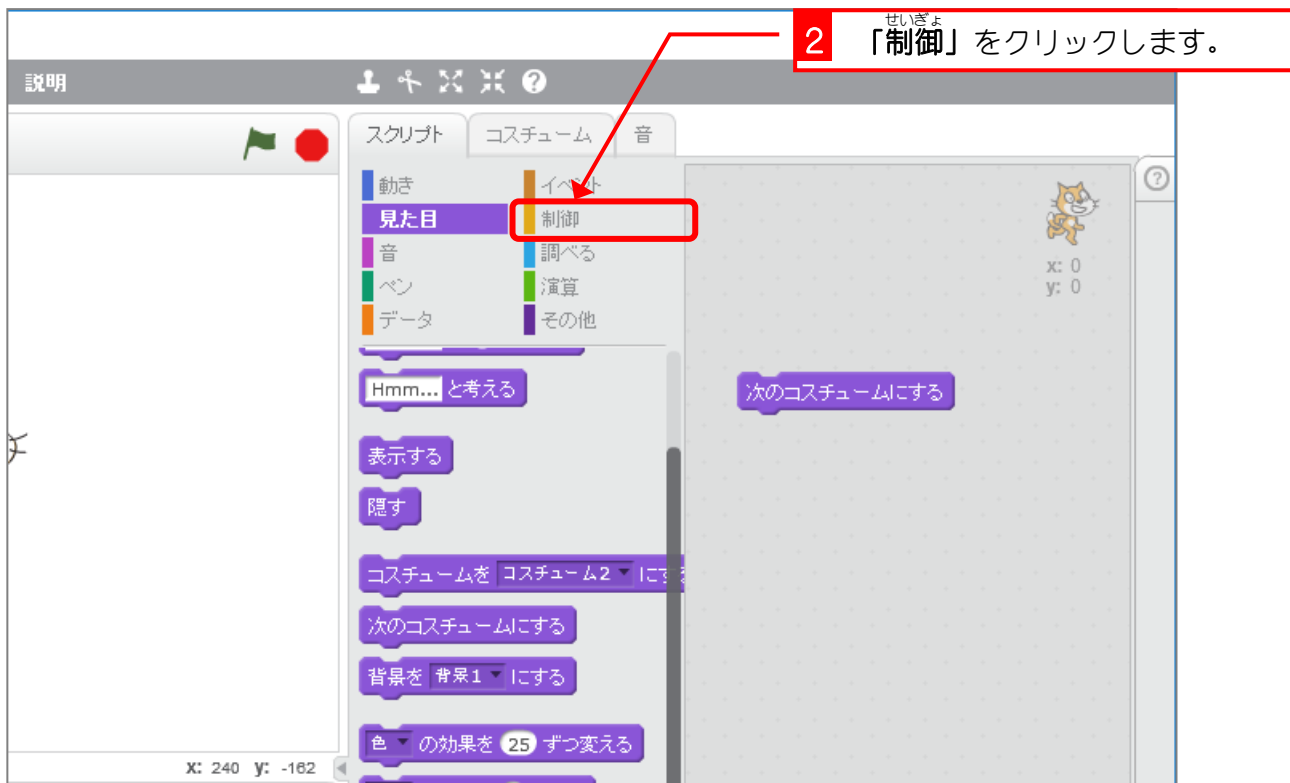 せいぎょ
2 「制御」をクリックします。
説明
スクリプト コスチューム 音
動き イベント
見た目 制御
音 調べる
ペン 演算
データ その他
x: 0
y: 0
Hmm... と考える
次のコスチュームにする
表示する
隠す
コスチュームを コスチューム2 にする
次のコスチュームにする
背景を 背景1 にする
色 の効果を 25 ずつ変える
X: 240 y: -162